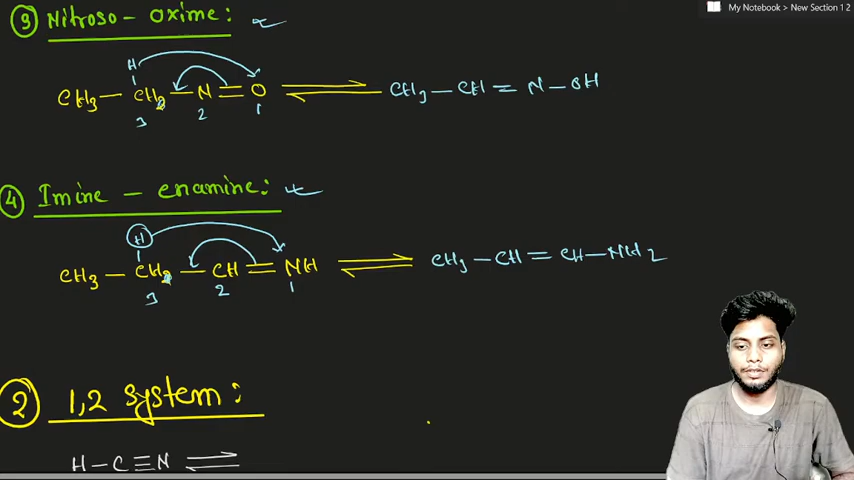 My Notebook > New Section 1 2
③ Nitroso - oxime:
H
CH3 — CH2 — N = O ⇌ CH3 — CH = N — OH
3 2 1
④ Imine - enamine:
H
CH3 — CH2 — CH = NH ⇌ CH3 — CH = CH — NH2
3 2 1
② 1,2 system:
H — C ≡ N ⇌